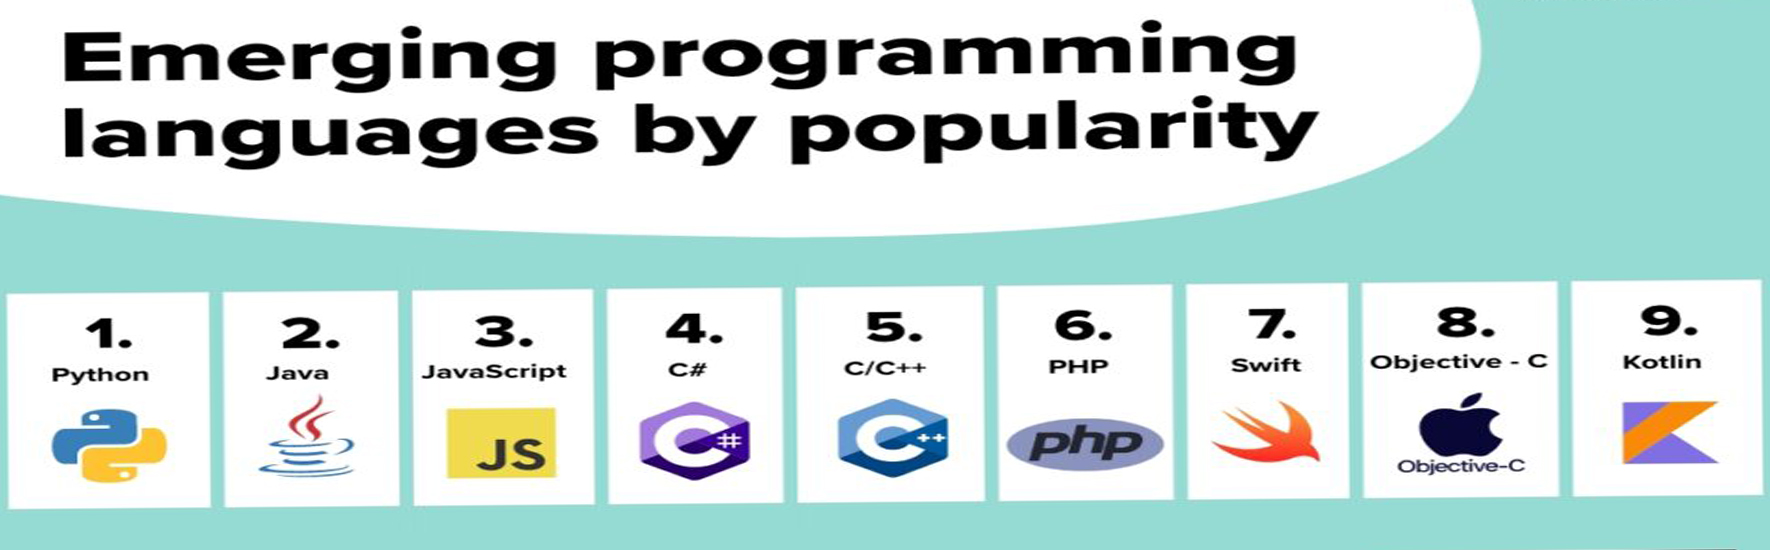 Emerging programming
languages by popularity
1.
Python
2.
Java
3.
JavaScript
JS
4.
C#
C#
5.
C/C++
C++
6.
PHP
php
7.
Swift
8.
Objective - C
Objective-C
9.
Kotlin